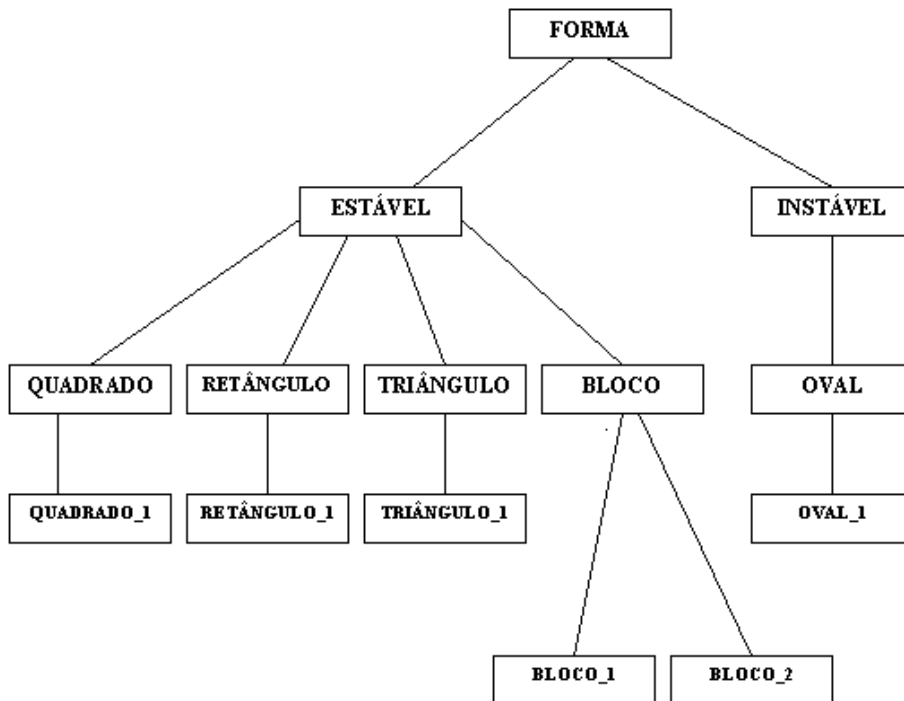 FORMA
ESTÁVEL
INSTÁVEL
QUADRADO
RETÂNGULO
TRIÂNGULO
BLOCO
OVAL
QUADRADO_1
RETÂNGULO_1
TRIÂNGULO_1
OVAL_1
BLOCO_1
BLOCO_2